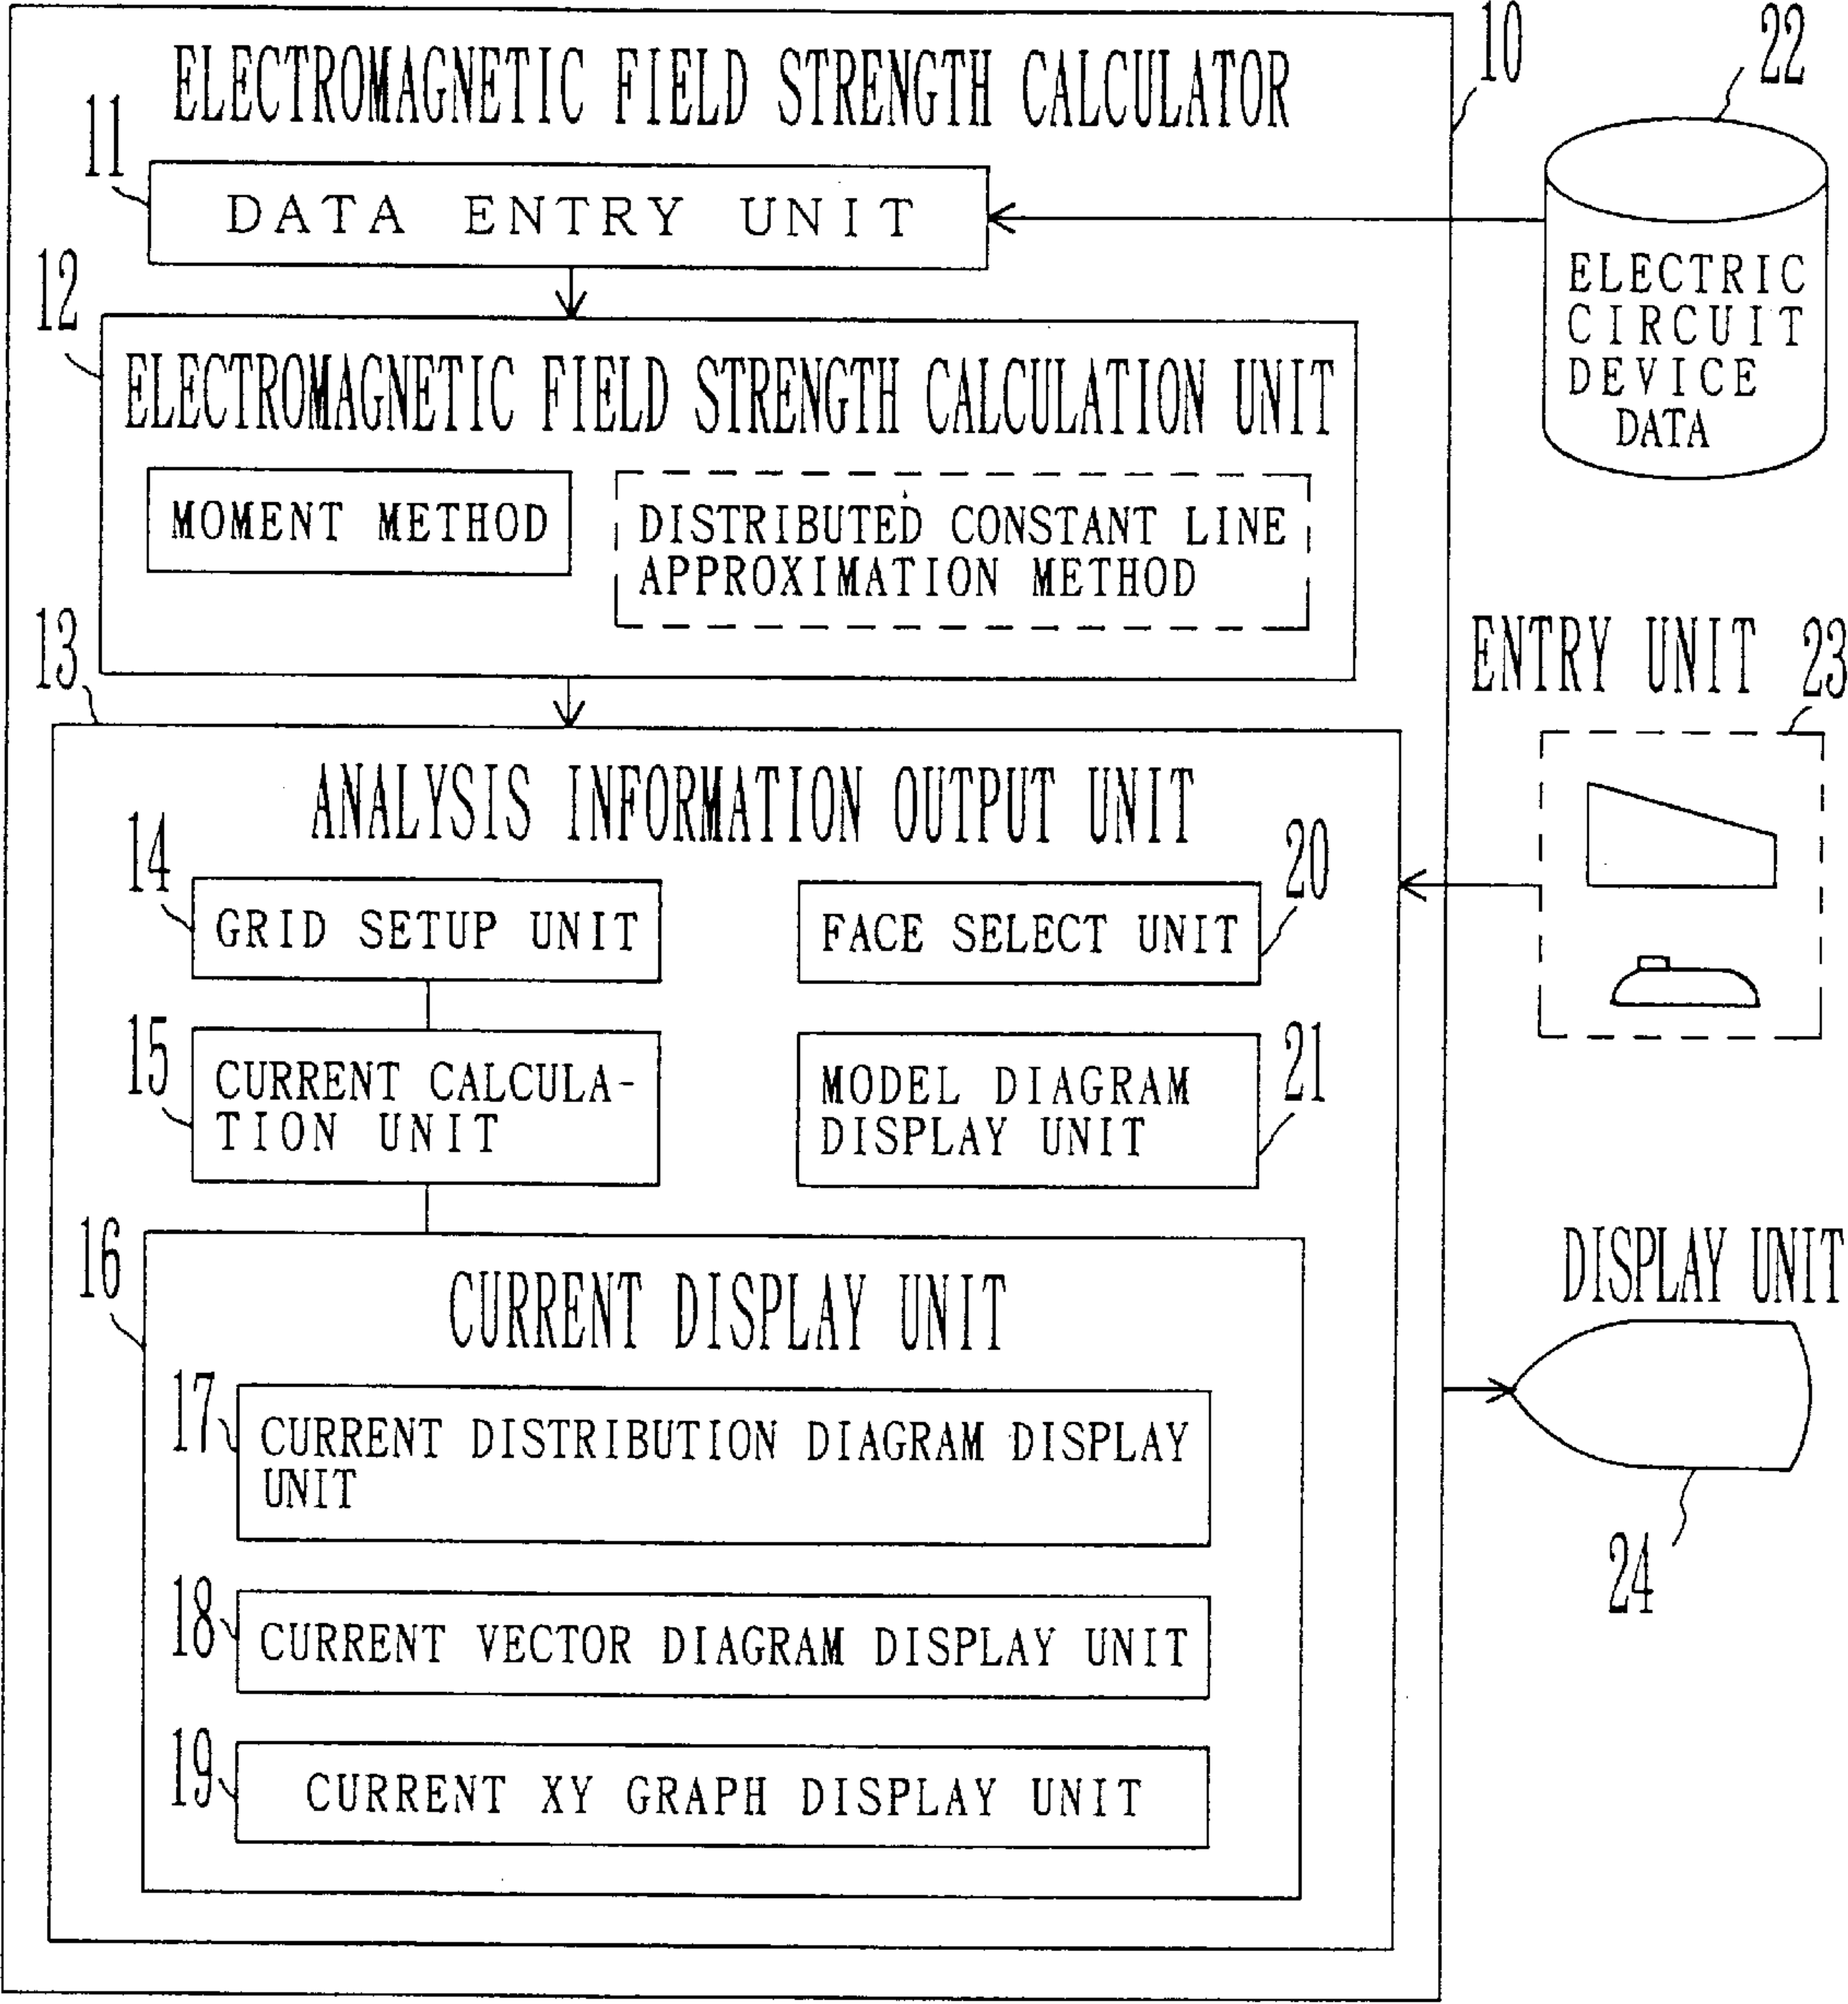 ELECTROMAGNETIC FIELD STRENGTH CALCULATOR
10
22
11
DATA ENTRY UNIT
ELECTRIC
CIRCUIT
DEVICE
DATA
12
ELECTROMAGNETIC FIELD STRENGTH CALCULATION UNIT
MOMENT METHOD
DISTRIBUTED CONSTANT LINE
APPROXIMATION METHOD
13
ENTRY UNIT
23
ANALYSIS INFORMATION OUTPUT UNIT
14
GRID SETUP UNIT
20
FACE SELECT UNIT
15
CURRENT CALCULA-
TION UNIT
21
MODEL DIAGRAM
DISPLAY UNIT
16
CURRENT DISPLAY UNIT
DISPLAY UNIT
17
CURRENT DISTRIBUTION DIAGRAM DISPLAY
UNIT
24
18
CURRENT VECTOR DIAGRAM DISPLAY UNIT
19
CURRENT XY GRAPH DISPLAY UNIT